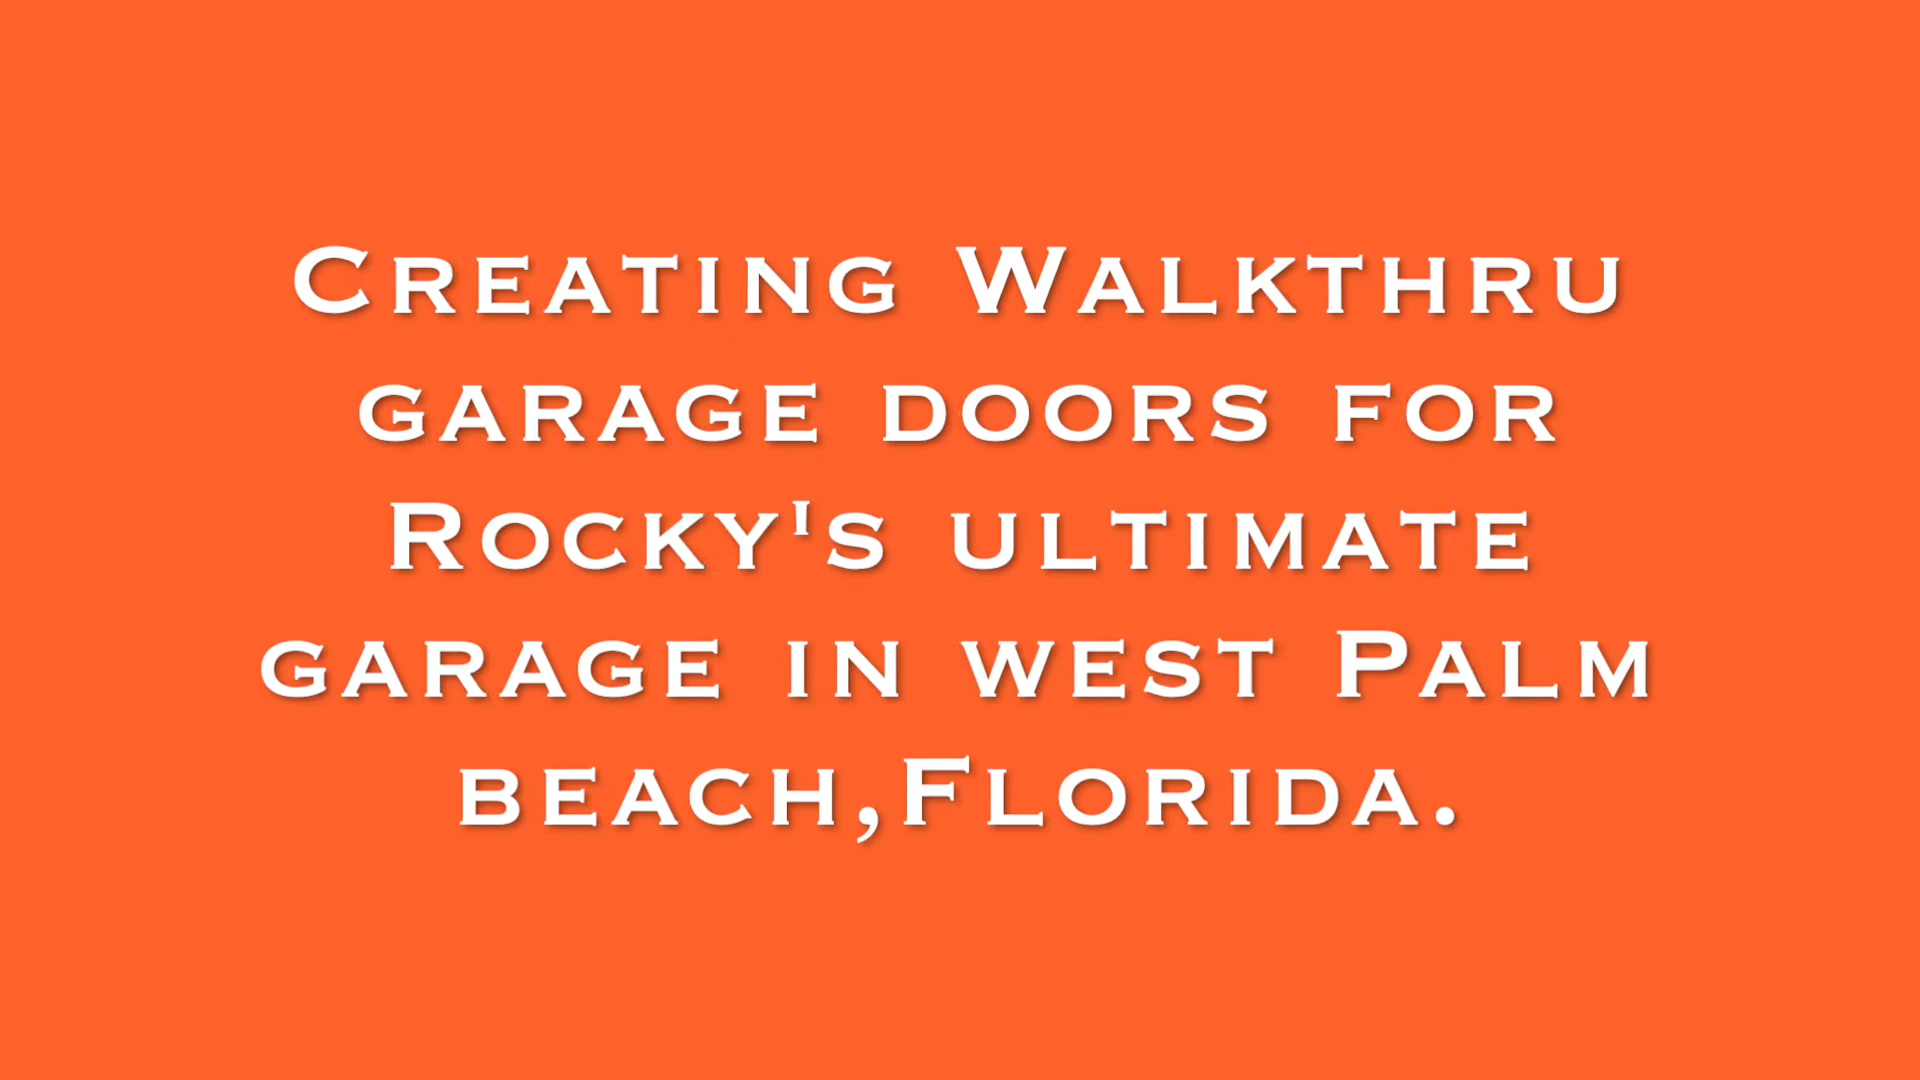 Creating Walkthru
garage doors for
Rocky's ultimate
garage in west Palm
beach,Florida.